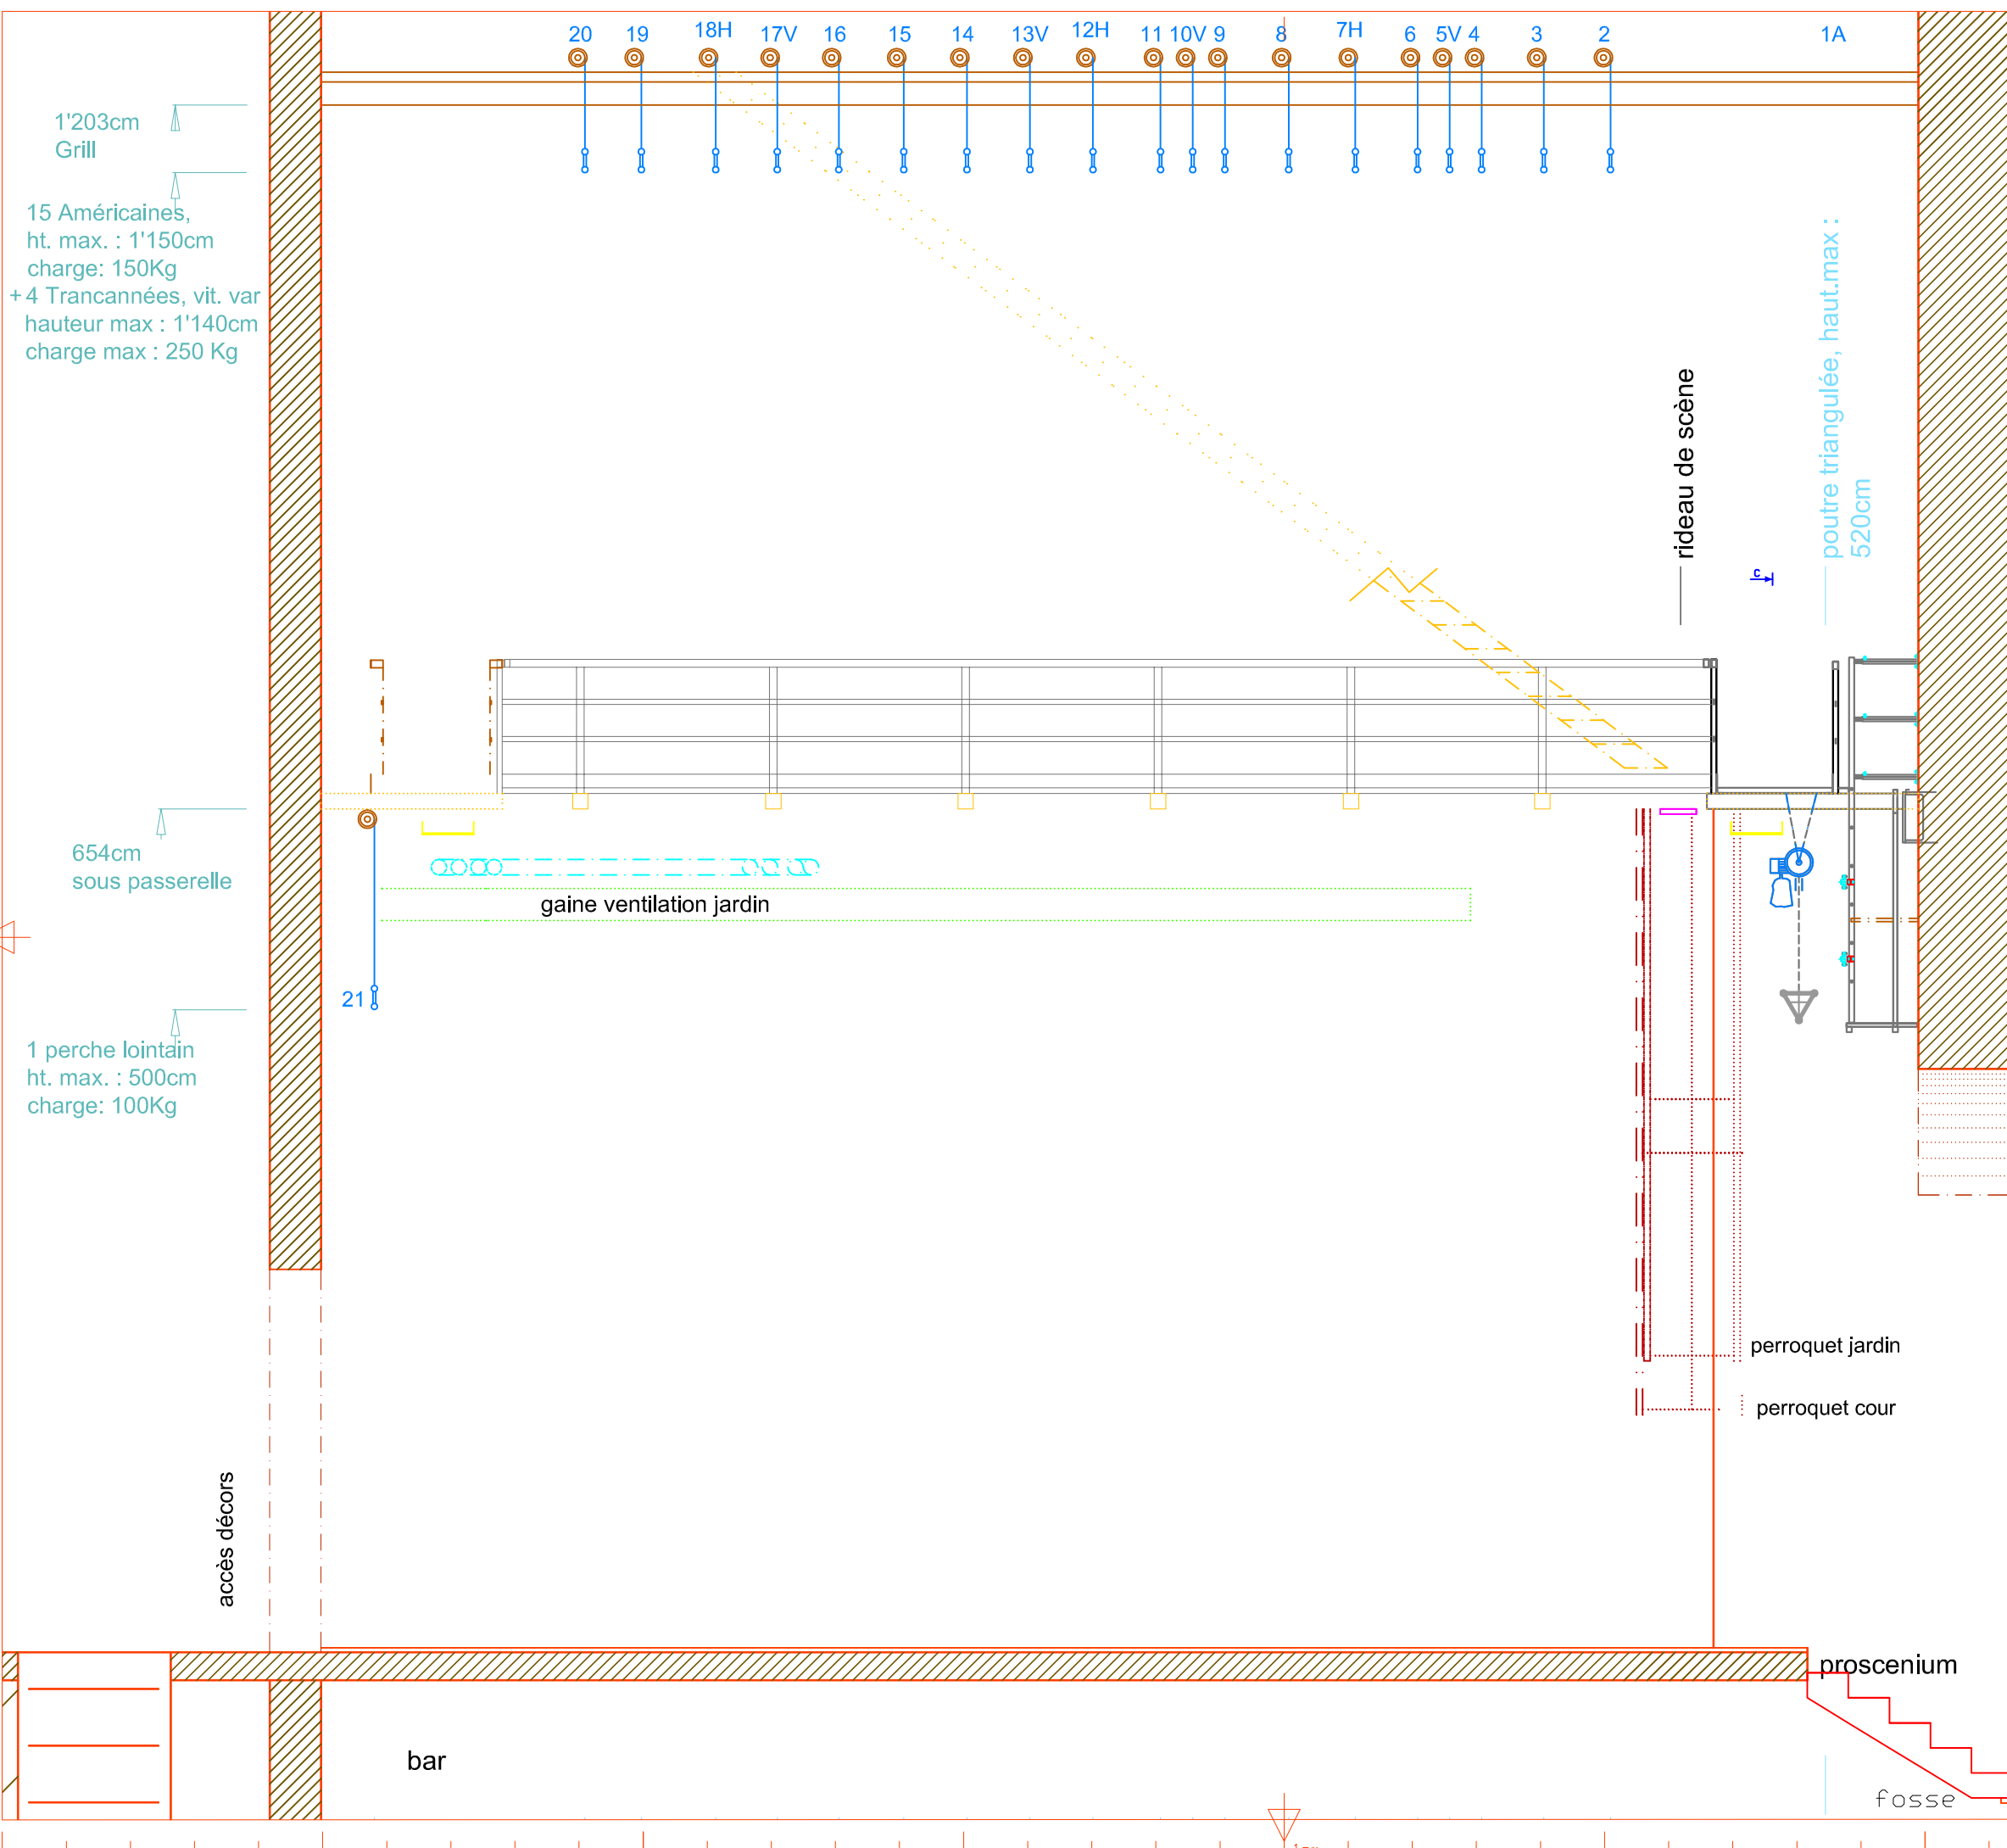 20 19 18H 17V 16 15 14 13V 12H 11 10V 9 8 7H 6 5V 4 3 2 1A
1'203cm
Grill
15 Américaines,
ht. max. : 1'150cm
charge: 150Kg
+ 4 Trancannées, vit. var
hauteur max : 1'140cm
charge max : 250 Kg
rideau de scène
poutre triangulée, haut.max :
520cm
c
654cm
sous passerelle
gaine ventilation jardin
21
1 perche lointain
ht. max. : 500cm
charge: 100Kg
perroquet jardin
perroquet cour
accès décors
proscenium
bar
fosse